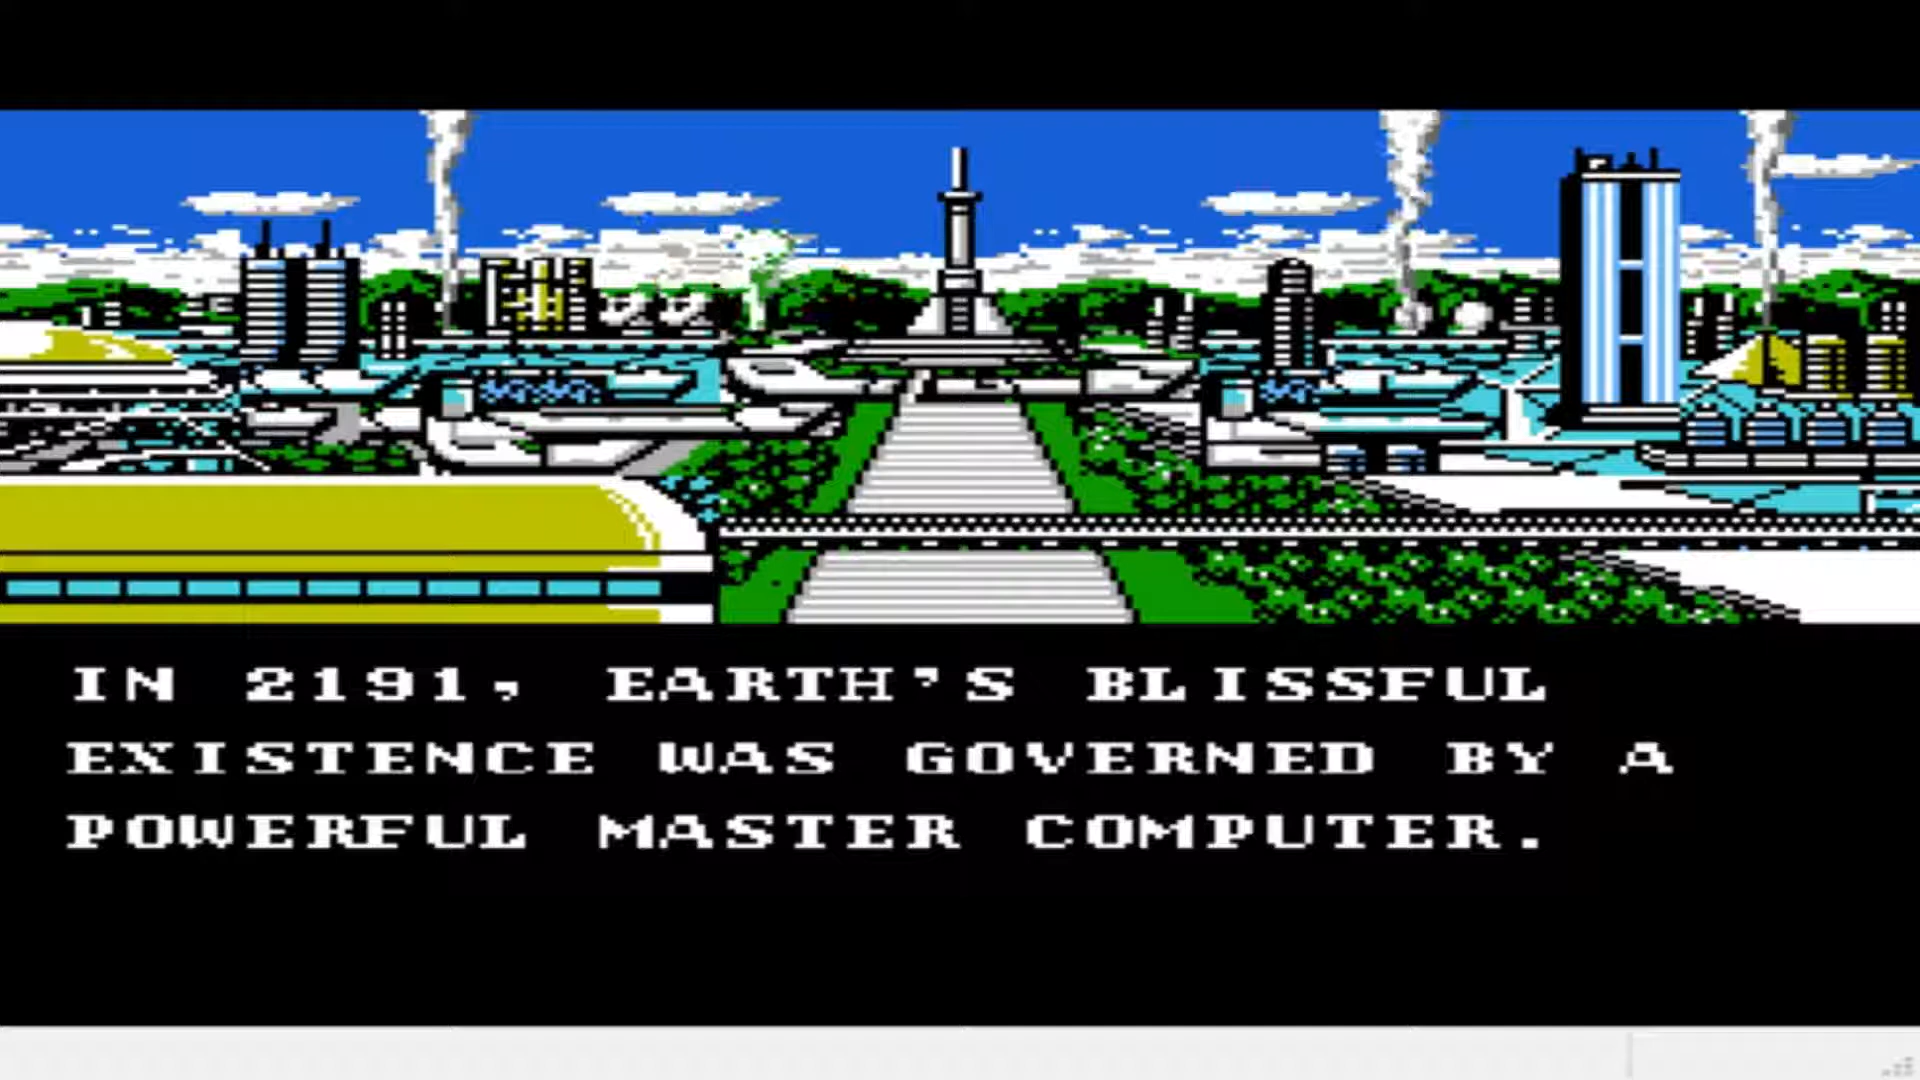 IN 2191, EARTH'S BLISSFUL
EXISTENCE WAS GOVERNED BY A
POWERFUL MASTER COMPUTER.